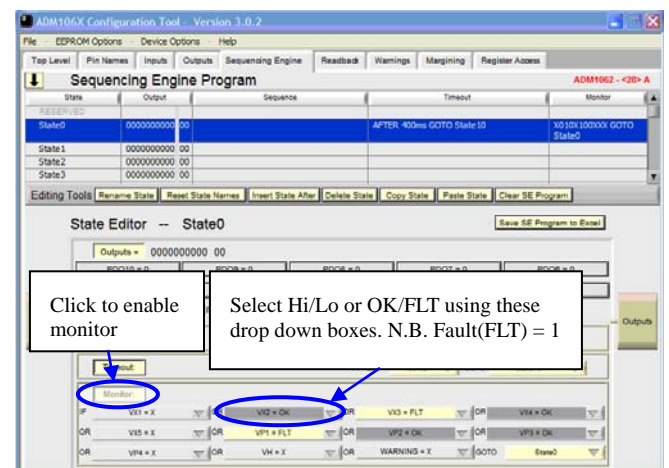 ADM106X Configuration Tool - Version 3.0.2
File EEPROM Options Device Options Help
Top Level Pin Names Inputs Outputs Sequencing Engine Readback Warnings Margining Register Access
Sequencing Engine Program ADM1062 - <28> A
State Output Sequence Timeout Monitor
RESERVED
State0 0000000000 00 AFTER 400ms GOTO State10 X010X100XXX GOTO
State0
State1 0000000000 00
State2 0000000000 00
State3 0000000000 00
Editing Tools Rename State Reset State Names Insert State After Delete State Copy State Paste State Clear SE Program
State Editor -- State0 Save SE Program to Excel
Outputs = 0000000000 00
PDO10 = 0 PDO9 = 0 PDO8 = 0 PDO7 = 0 PDO6 = 0
Click to enable
monitor
Select Hi/Lo or OK/FLT using these
drop down boxes. N.B. Fault(FLT) = 1
Outputs
Timeout
Monitor:
IF VX1 = X OR VX2 = OK OR VX3 = FLT OR VX4 = OK
OR VX5 = X OR VP1 = FLT OR VP2 = OK OR VP3 = OK
OR VP4 = X OR VH = X OR WARNING = X GOTO State0